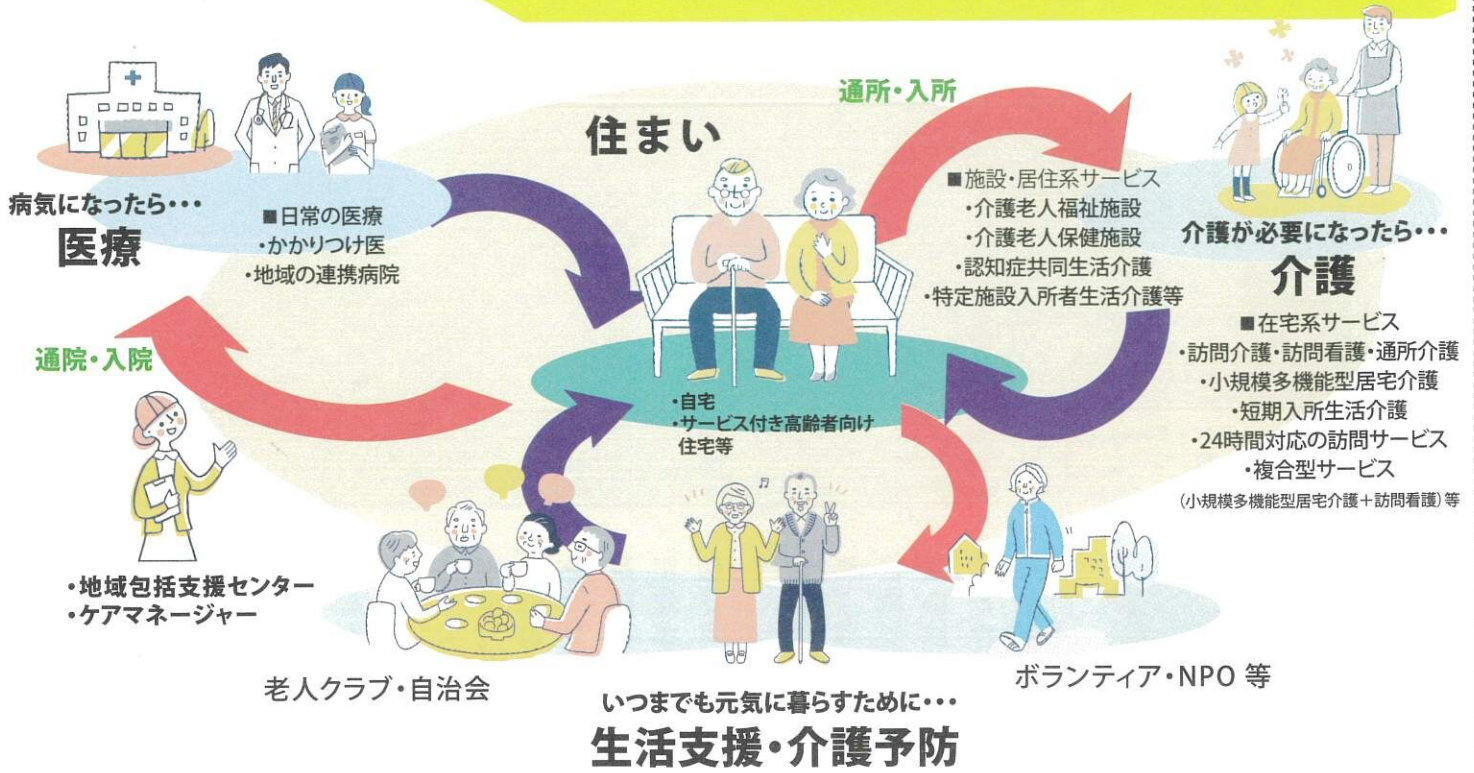 通所・入所
住まい
病気になったら・・・
医療
■日常の医療
・かかりつけ医
・地域の連携病院
■施設・居住系サービス
・介護老人福祉施設
・介護老人保健施設
・認知症共同生活介護
・特定施設入所者生活介護等
介護が必要になったら・・・
介護
■在宅系サービス
・訪問介護・訪問看護・通所介護
・小規模多機能型居宅介護
・短期入所生活介護
・24時間対応の訪問サービス
・複合型サービス
(小規模多機能型居宅介護+訪問看護)等
通院・入院
・自宅
・サービス付き高齢者向け
住宅等
・地域包括支援センター
・ケアマネージャー
老人クラブ・自治会
ボランティア・NPO 等
いつまでも元気に暮らすために・・・
生活支援・介護予防